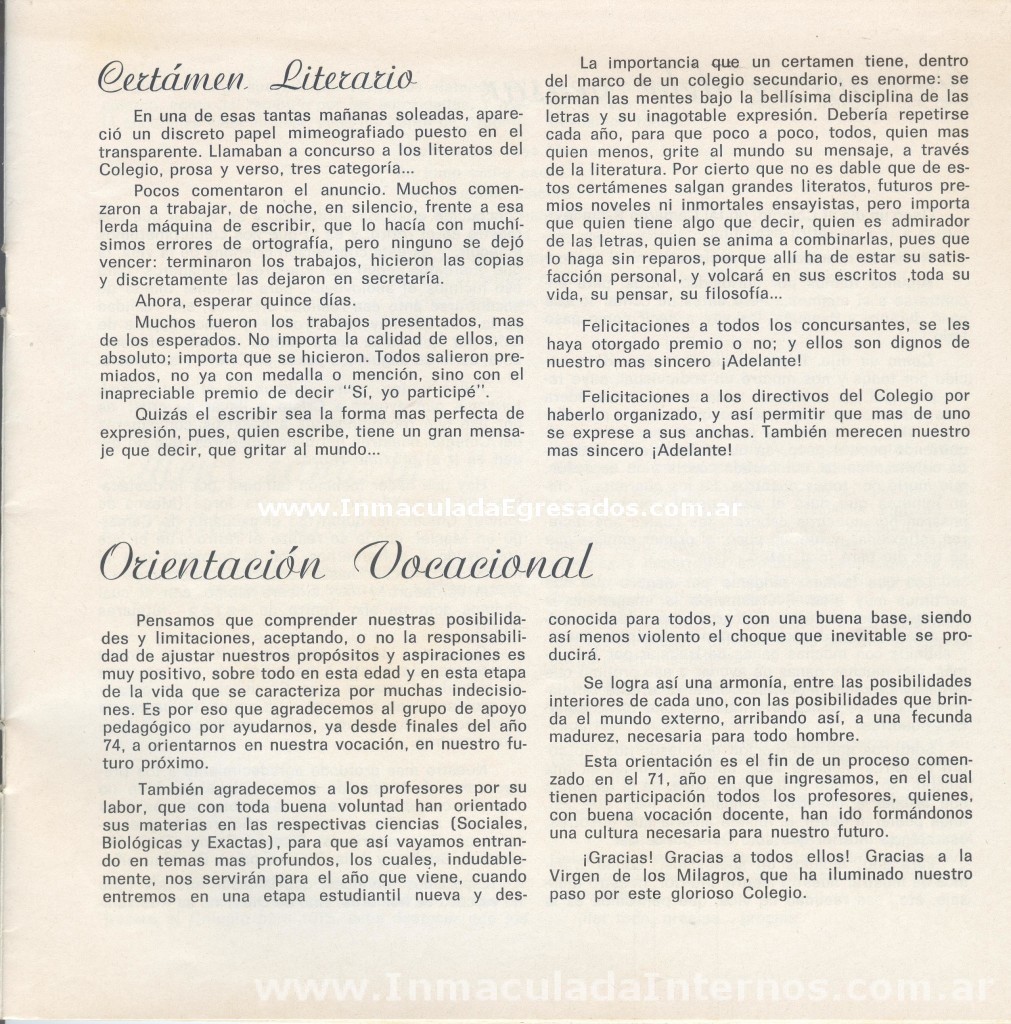 Certámen Literario
En una de esas tantas mañanas soleadas, apare-
ció un discreto papel mimeografiado puesto en el
transparente. Llamaban a concurso a los literatos del
Colegio, prosa y verso, tres categoría...
Pocos comentaron el anuncio. Muchos comen-
zaron a trabajar, de noche, en silencio, frente a esa
lerda máquina de escribir, que lo hacía con muchí-
simos errores de ortografía, pero ninguno se dejó
vencer: terminaron los trabajos, hicieron las copias
y discretamente las dejaron en secretaría.
Ahora, esperar quince días.
Muchos fueron los trabajos presentados, mas
de los esperados. No importa la calidad de ellos, en
absoluto; importa que se hicieron. Todos salieron pre-
miados, no ya con medalla o mención, sino con el
inapreciable premio de decir "Sí, yo participé".
Quizás el escribir sea la forma mas perfecta de
expresión, pues, quien escribe, tiene un gran mensa-
je que decir, que gritar al mundo...
La importancia que un certamen tiene, dentro
del marco de un colegio secundario, es enorme: se
forman las mentes bajo la bellísima disciplina de las
letras y su inagotable expresión. Debería repetirse
cada año, para que poco a poco, todos, quien mas
quien menos, grite al mundo su mensaje, a través
de la literatura. Por cierto que no es dable que de es-
tos certámenes salgan grandes literatos, futuros pre-
mios noveles ni inmortales ensayistas, pero importa
que quien tiene algo que decir, quien es admirador
de las letras, quien se anima a combinarlas, pues que
lo haga sin reparos, porque allí ha de estar su satis-
facción personal, y volcará en sus escritos ,toda su
vida, su pensar, su filosofía...
Felicitaciones a todos los concursantes, se les
haya otorgado premio o no; y ellos son dignos de
nuestro mas sincero ¡Adelante!
Felicitaciones a los directivos del Colegio por
haberlo organizado, y así permitir que mas de uno
se exprese a sus anchas. También merecen nuestro
mas sincero ¡Adelante!
www.InmaculadaEgresados.com.ar
Orientación Vocacional
Pensamos que comprender nuestras posibilida-
des y limitaciones, aceptando, o no la responsabili-
dad de ajustar nuestros propósitos y aspiraciones es
muy positivo, sobre todo en esta edad y en esta etapa
de la vida que se caracteriza por muchas indecisio-
nes. Es por eso que agradecemos al grupo de apoyo
pedagógico por ayudarnos, ya desde finales del año
74, a orientarnos en nuestra vocación, en nuestro fu-
turo próximo.
También agradecemos a los profesores por su
labor, que con toda buena voluntad han orientado
sus materias en las respectivas ciencias (Sociales,
Biológicas y Exactas), para que así vayamos entran-
do en temas mas profundos, los cuales, indudable-
mente, nos servirán para el año que viene, cuando
entremos en una etapa estudiantil nueva y des-
conocida para todos, y con una buena base, siendo
así menos violento el choque que inevitable se pro-
ducirá.
Se logra así una armonía, entre las posibilidades
interiores de cada uno, con las posibilidades que brin-
da el mundo externo, arribando así, a una fecunda
madurez, necesaria para todo hombre.
Esta orientación es el fin de un proceso comen-
zado en el 71, año en que ingresamos, en el cual
tienen participación todos los profesores, quienes,
con buena vocación docente, han ido formándonos
una cultura necesaria para nuestro futuro.
¡Gracias! Gracias a todos ellos! Gracias a la
Virgen de los Milagros, que ha iluminado nuestro
paso por este glorioso Colegio.
www.InmaculadaInternos.com.ar